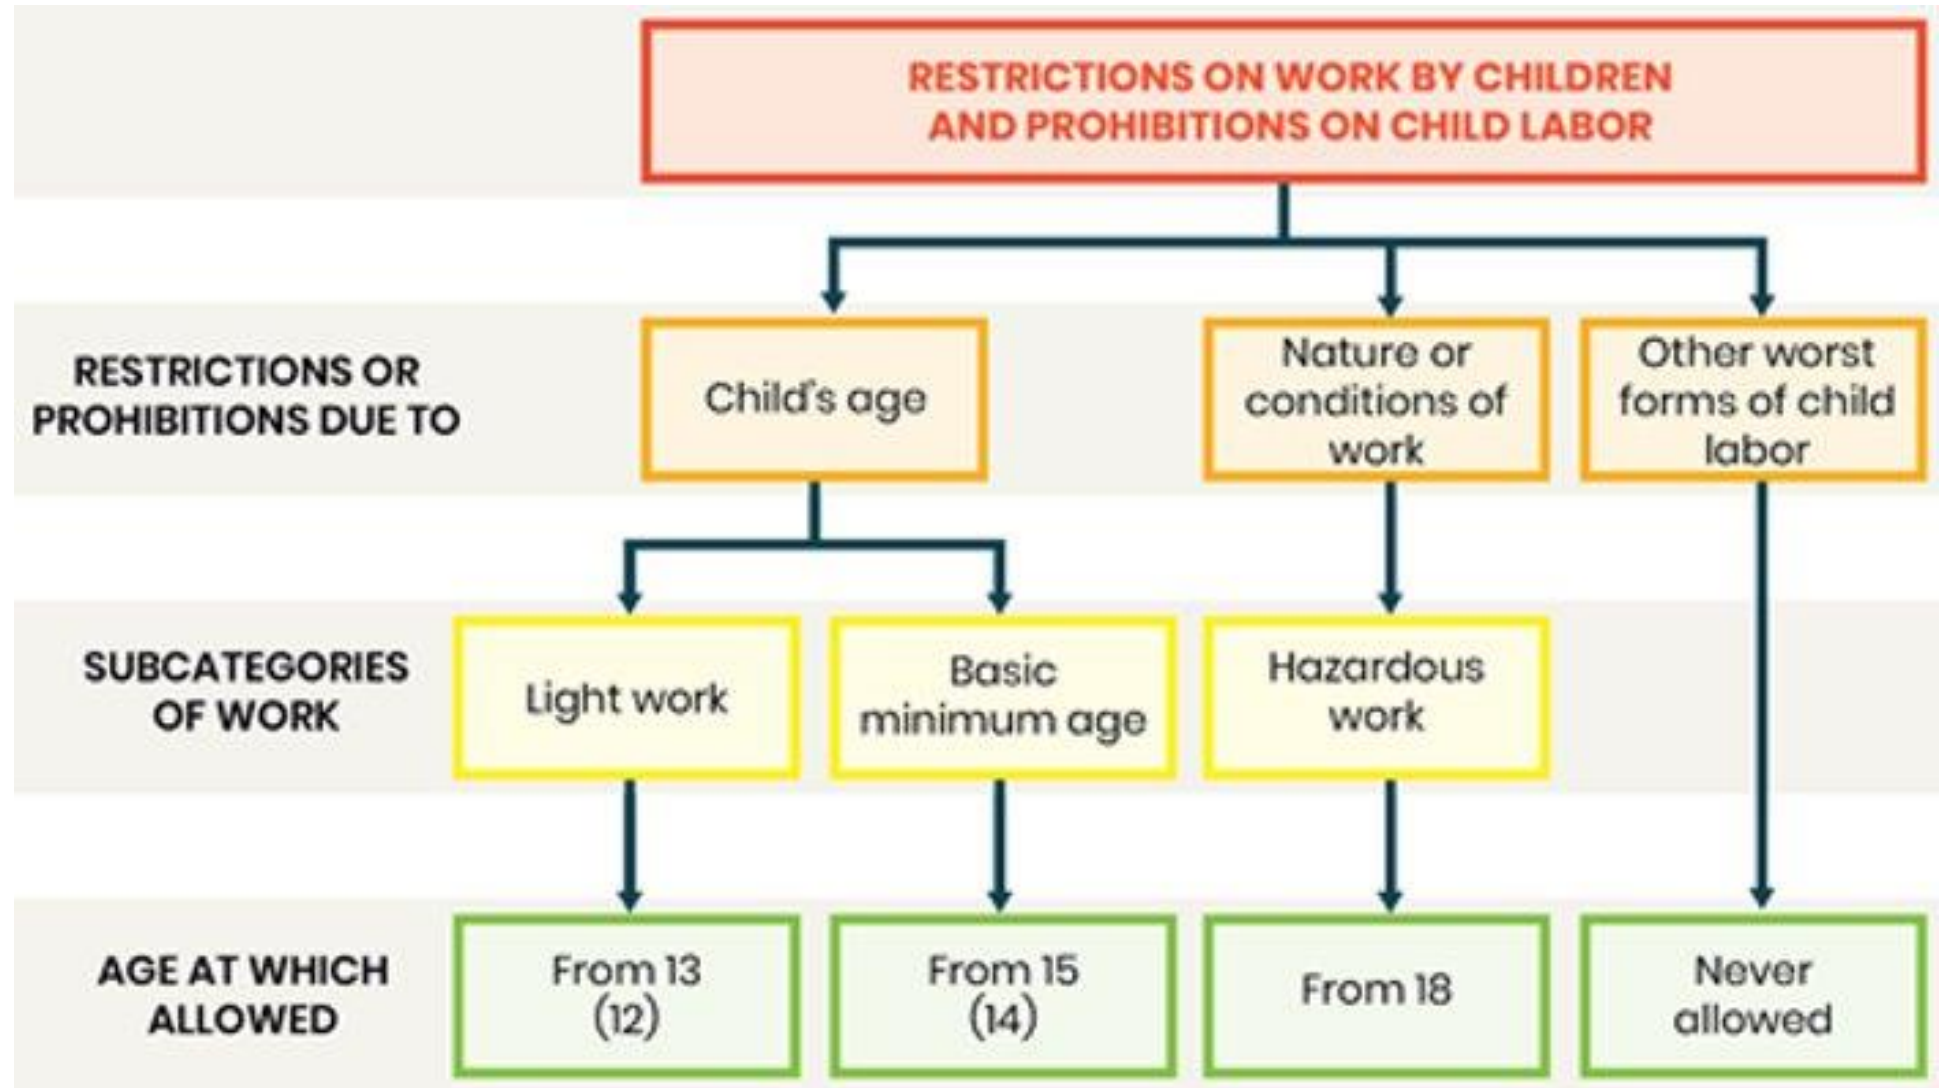 RESTRICTIONS ON WORK BY CHILDREN
AND PROHIBITIONS ON CHILD LABOR
RESTRICTIONS OR
PROHIBITIONS DUE TO
Child's age
Nature or
conditions of
work
Other worst
forms of child
labor
SUBCATEGORIES
OF WORK
Light work
Basic
minimum age
Hazardous
work
AGE AT WHICH
ALLOWED
From 13
(12)
From 15
(14)
From 18
Never
allowed